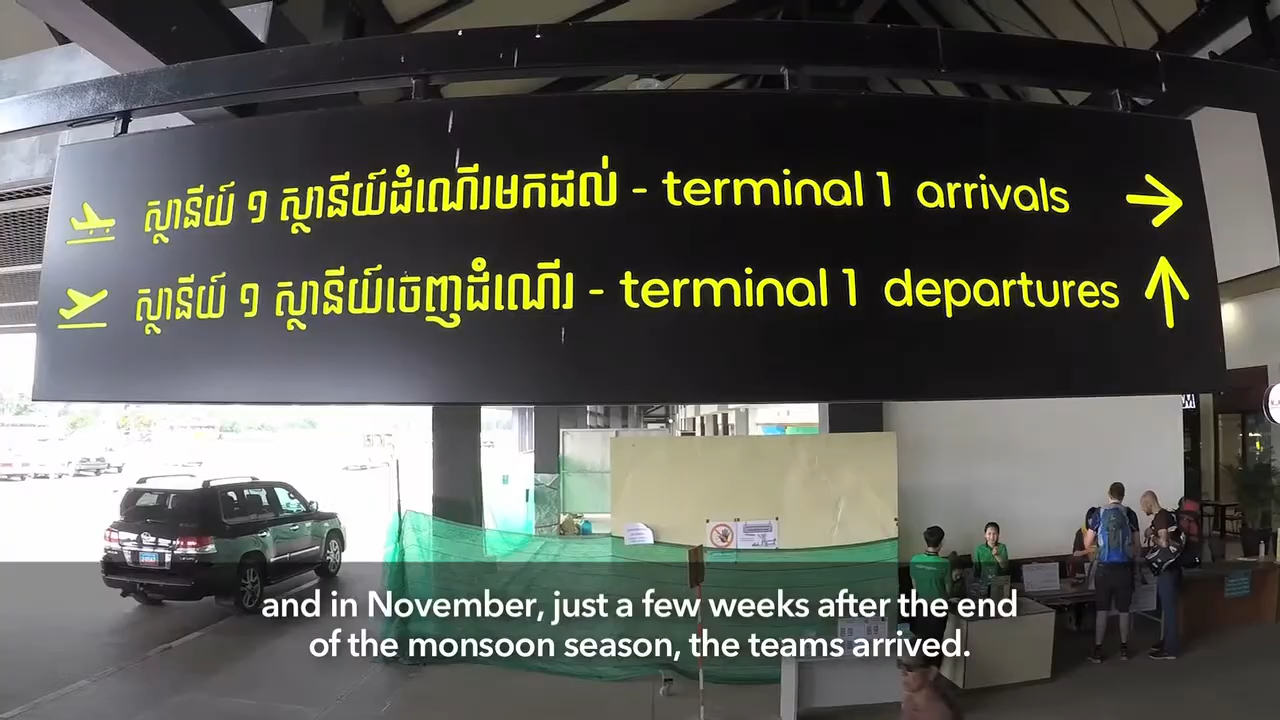 ស្ថានីយ៍ ១ ស្ថានីយ៍ដំណើរមកដល់ - terminal 1 arrivals
ស្ថានីយ៍ ១ ស្ថានីយ៍ចេញដំណើរ - terminal 1 departures
and in November, just a few weeks after the end
of the monsoon season, the teams arrived.